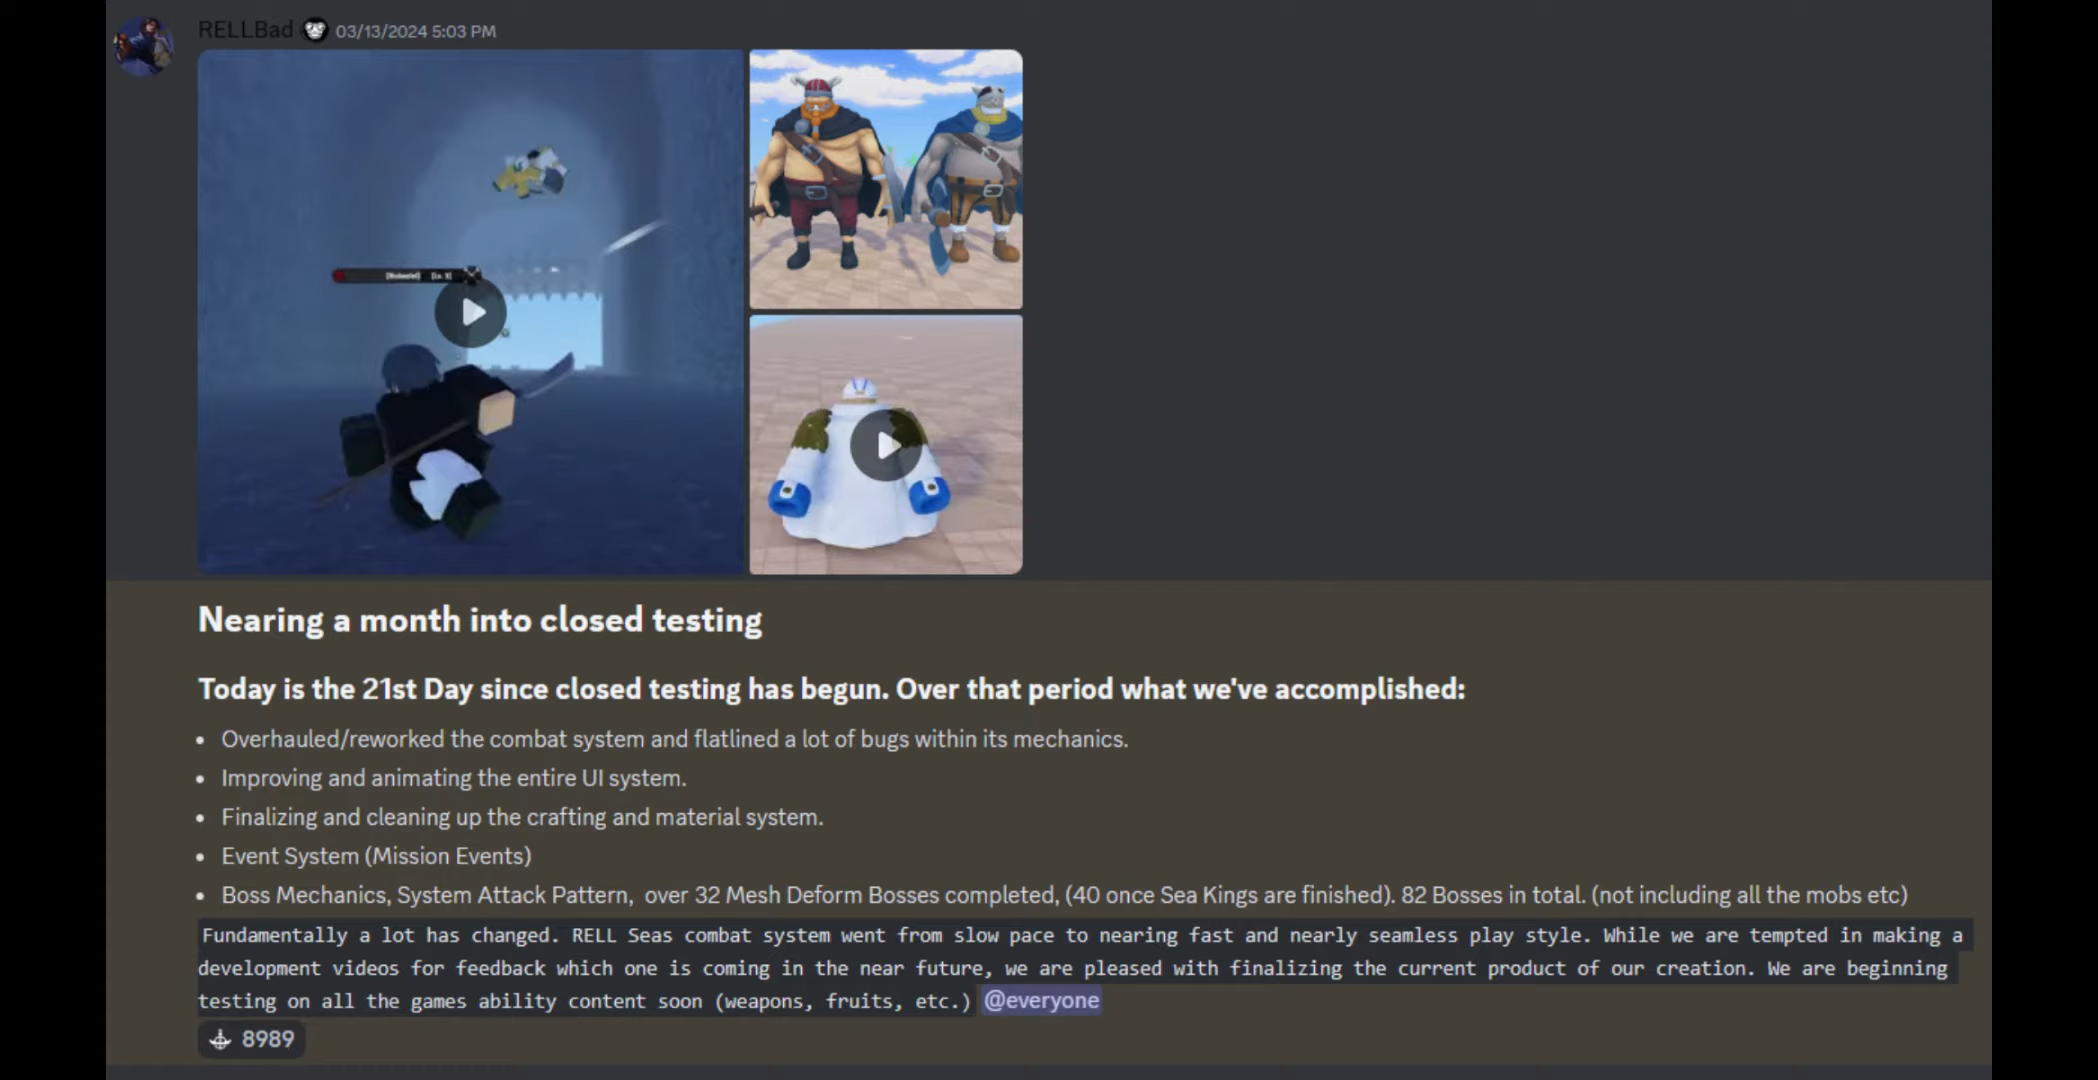 RELLBad 03/13/2024 5:03 PM
Nearing a month into closed testing
Today is the 21st Day since closed testing has begun. Over that period what we've accomplished:
• Overhauled/reworked the combat system and flatlined a lot of bugs within its mechanics.
• Improving and animating the entire UI system.
• Finalizing and cleaning up the crafting and material system.
• Event System (Mission Events)
• Boss Mechanics, System Attack Pattern, over 32 Mesh Deform Bosses completed, (40 once Sea Kings are finished). 82 Bosses in total. (not including all the mobs etc)
Fundamentally a lot has changed. RELL Seas combat system went from slow pace to nearing fast and nearly seamless play style. While we are tempted in making a
development videos for feedback which one is coming in the near future, we are pleased with finalizing the current product of our creation. We are beginning
testing on all the games ability content soon (weapons, fruits, etc.) @everyone
8989